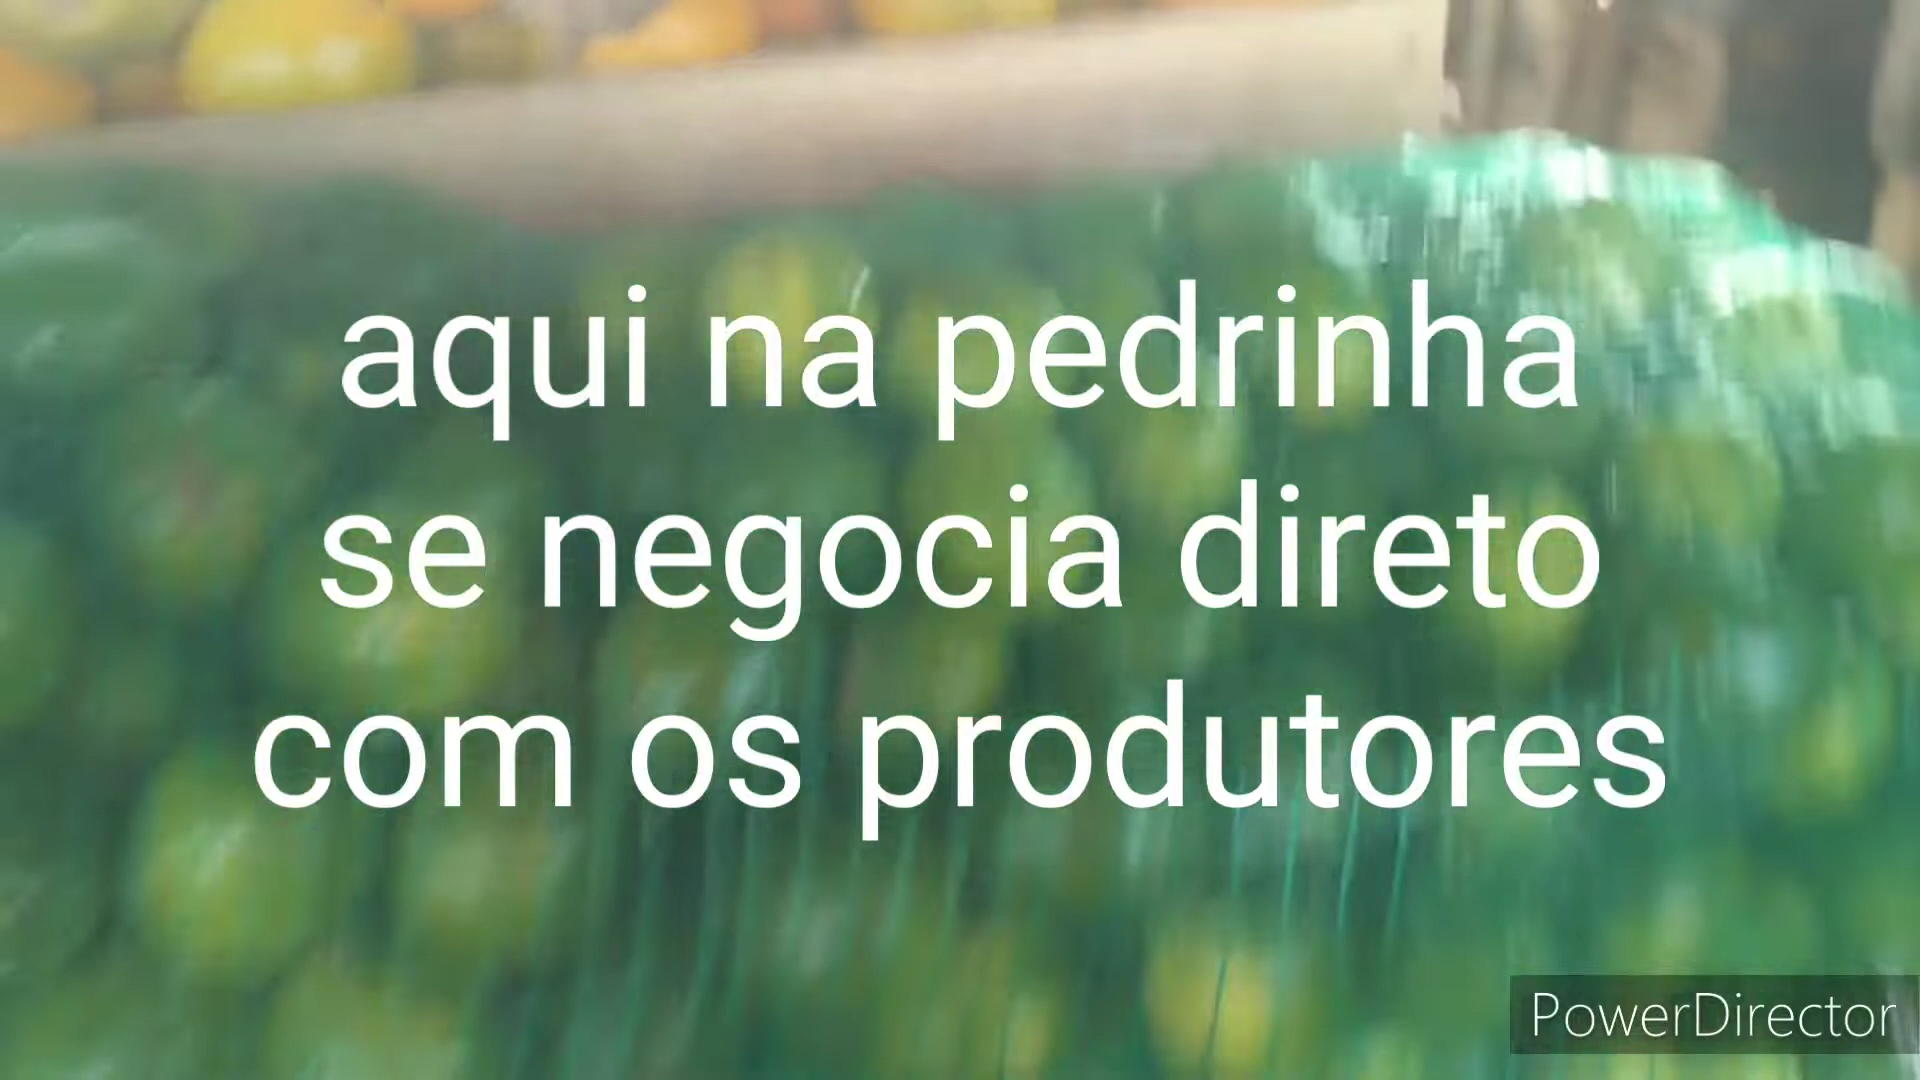 aqui na pedrinha
se negocia direto
com os produtores
PowerDirector